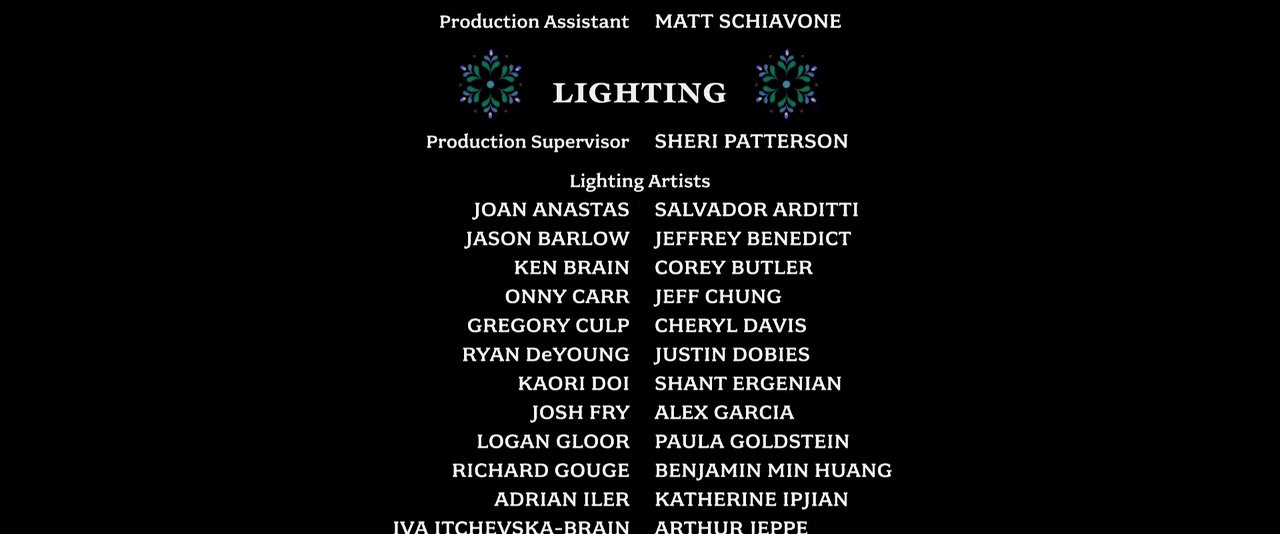 Production Assistant MATT SCHIAVONE
LIGHTING
Production Supervisor SHERI PATTERSON
Lighting Artists
JOAN ANASTAS SALVADOR ARDITTI
JASON BARLOW JEFFREY BENEDICT
KEN BRAIN COREY BUTLER
ONNY CARR JEFF CHUNG
GREGORY CULP CHERYL DAVIS
RYAN DeYOUNG JUSTIN DOBIES
KAORI DOI SHANT ERGENIAN
JOSH FRY ALEX GARCIA
LOGAN GLOOR PAULA GOLDSTEIN
RICHARD GOUGE BENJAMIN MIN HUANG
ADRIAN ILER KATHERINE IPJIAN
IVA ITCHEVSKA-BRAIN ARTHUR JEPPE